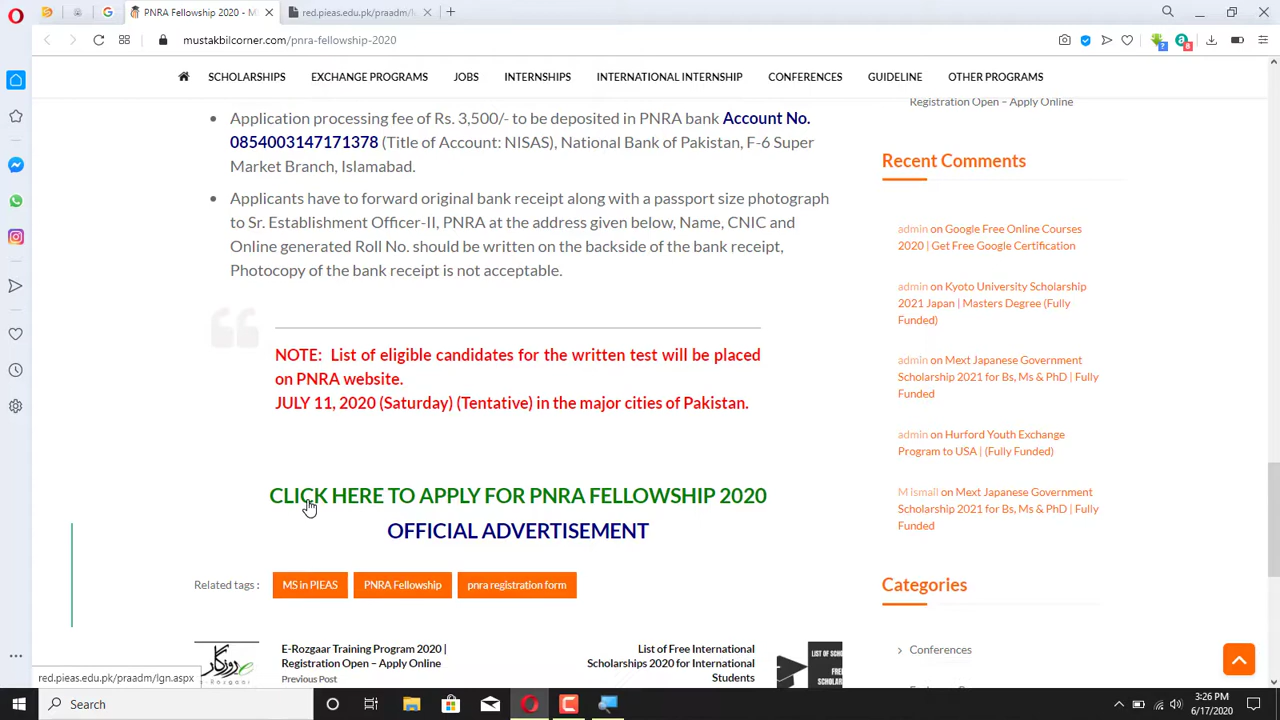 PNRA Fellowship 2020 - M
red.pieas.edu.pk/praadm/l
mustakbilcorner.com/pnra-fellowship-2020
SCHOLARSHIPS EXCHANGE PROGRAMS JOBS INTERNSHIPS INTERNATIONAL INTERNSHIP CONFERENCES GUIDELINE OTHER PROGRAMS
Application processing fee of Rs. 3,500/- to be deposited in PNRA bank Account No.
0854003147171378 (Title of Account: NISAS), National Bank of Pakistan, F-6 Super
Market Branch, Islamabad.
Applicants have to forward original bank receipt along with a passport size photograph
to Sr. Establishment Officer-II, PNRA at the address given below, Name, CNIC and
Online generated Roll No. should be written on the backside of the bank receipt,
Photocopy of the bank receipt is not acceptable.
NOTE: List of eligible candidates for the written test will be placed
on PNRA website.
JULY 11, 2020 (Saturday) (Tentative) in the major cities of Pakistan.
CLICK HERE TO APPLY FOR PNRA FELLOWSHIP 2020
OFFICIAL ADVERTISEMENT
Related tags :
MS in PIEAS
PNRA Fellowship
pnra registration form
E-Rozgaar Training Program 2020 |
Registration Open – Apply Online
Previous Post
List of Free International
Scholarships 2020 for International
Students
Registration Open – Apply Online
Recent Comments
admin on Google Free Online Courses
2020 | Get Free Google Certification
admin on Kyoto University Scholarship
2021 Japan | Masters Degree (Fully
Funded)
admin on Mext Japanese Government
Scholarship 2021 for Bs, Ms & PhD | Fully
Funded
admin on Hurford Youth Exchange
Program to USA | (Fully Funded)
M ismail on Mext Japanese Government
Scholarship 2021 for Bs, Ms & PhD | Fully
Funded
Categories
Conferences
red.pieas.edu.pk/praadm/lgn.aspx
Search
3:26 PM
6/17/2020